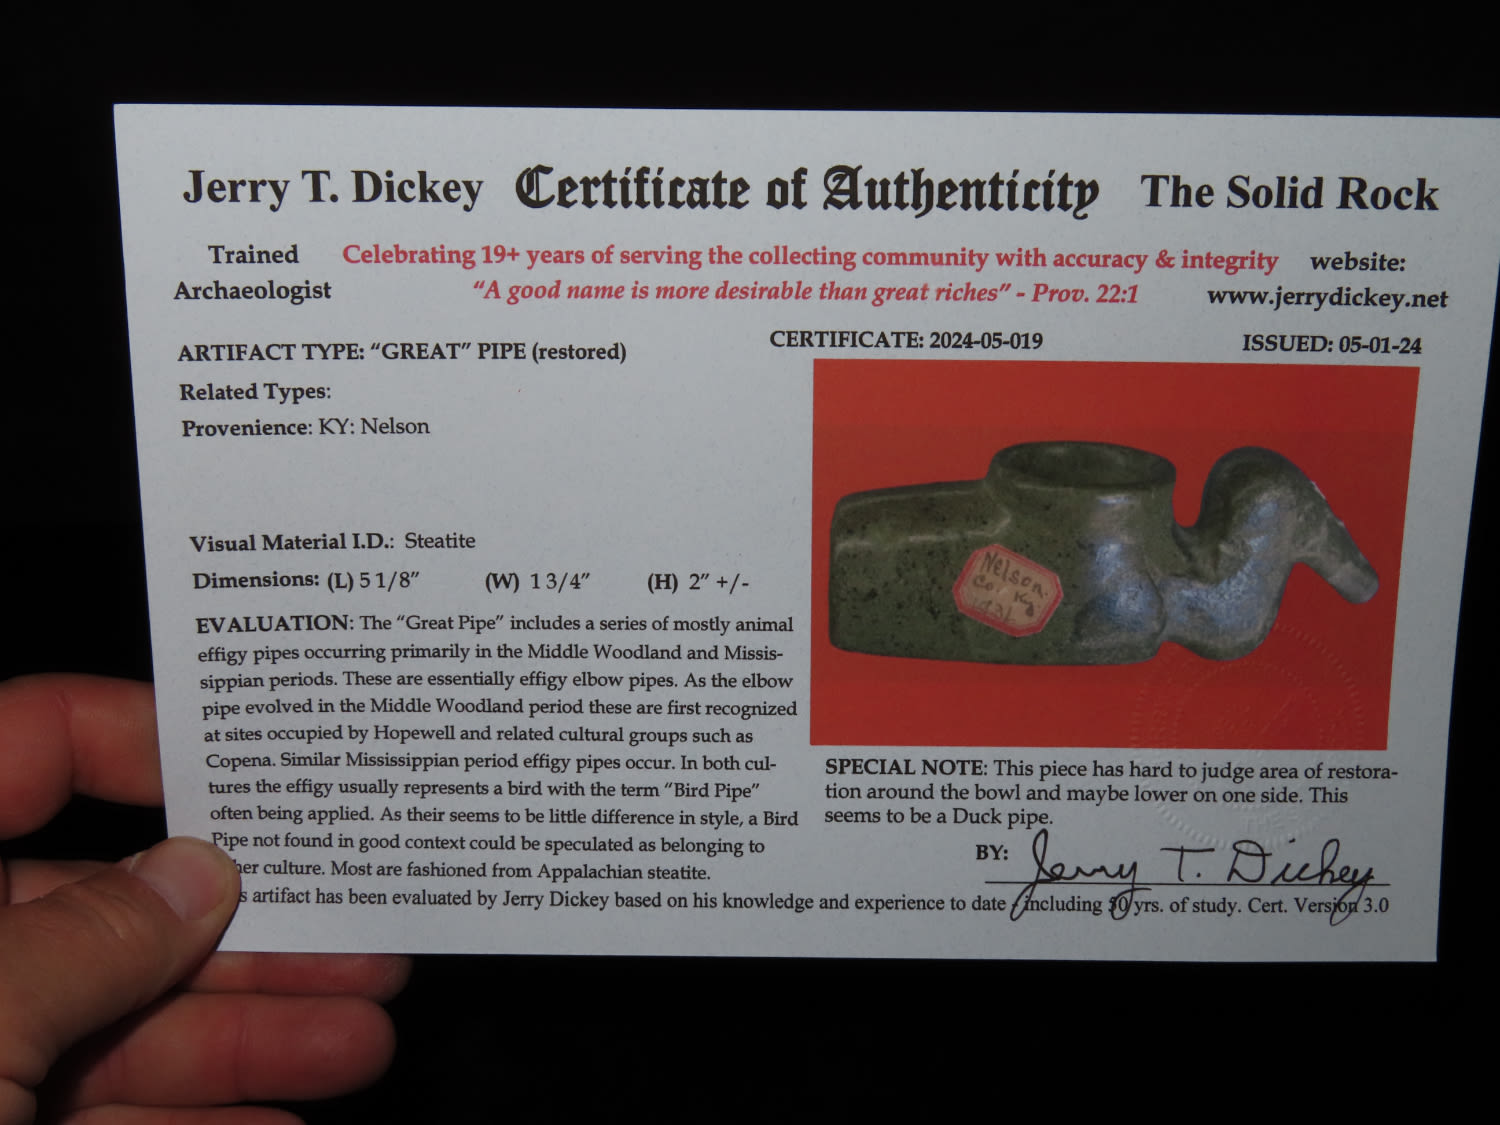 Jerry T. Dickey Certificate of Authenticity The Solid Rock
Trained Archaeologist
Celebrating 19+ years of serving the collecting community with accuracy & integrity
"A good name is more desirable than great riches" - Prov. 22:1
website:
www.jerrydickey.net
ARTIFACT TYPE: "GREAT" PIPE (restored)
CERTIFICATE: 2024-05-019
ISSUED: 05-01-24
Related Types:
Provenience: KY: Nelson
Visual Material I.D.: Steatite
Dimensions: (L) 5 1/8" (W) 1 3/4" (H) 2" +/-
EVALUATION: The "Great Pipe" includes a series of mostly animal
effigy pipes occurring primarily in the Middle Woodland and Missis-
sippian periods. These are essentially effigy elbow pipes. As the elbow
pipe evolved in the Middle Woodland period these are first recognized
at sites occupied by Hopewell and related cultural groups such as
Copena. Similar Mississippian period effigy pipes occur. In both cul-
tures the effigy usually represents a bird with the term "Bird Pipe"
often being applied. As their seems to be little difference in style, a Bird
Pipe not found in good context could be speculated as belonging to
her culture. Most are fashioned from Appalachian steatite.
s artifact has been evaluated by Jerry Dickey based on his knowledge and experience to date - including 30 yrs. of study. Cert. Version 3.0
Nelson
Co, Ky.
SPECIAL NOTE: This piece has hard to judge area of restora-
tion around the bowl and maybe lower on one side. This
seems to be a Duck pipe.
BY: Jerry T. Dickey